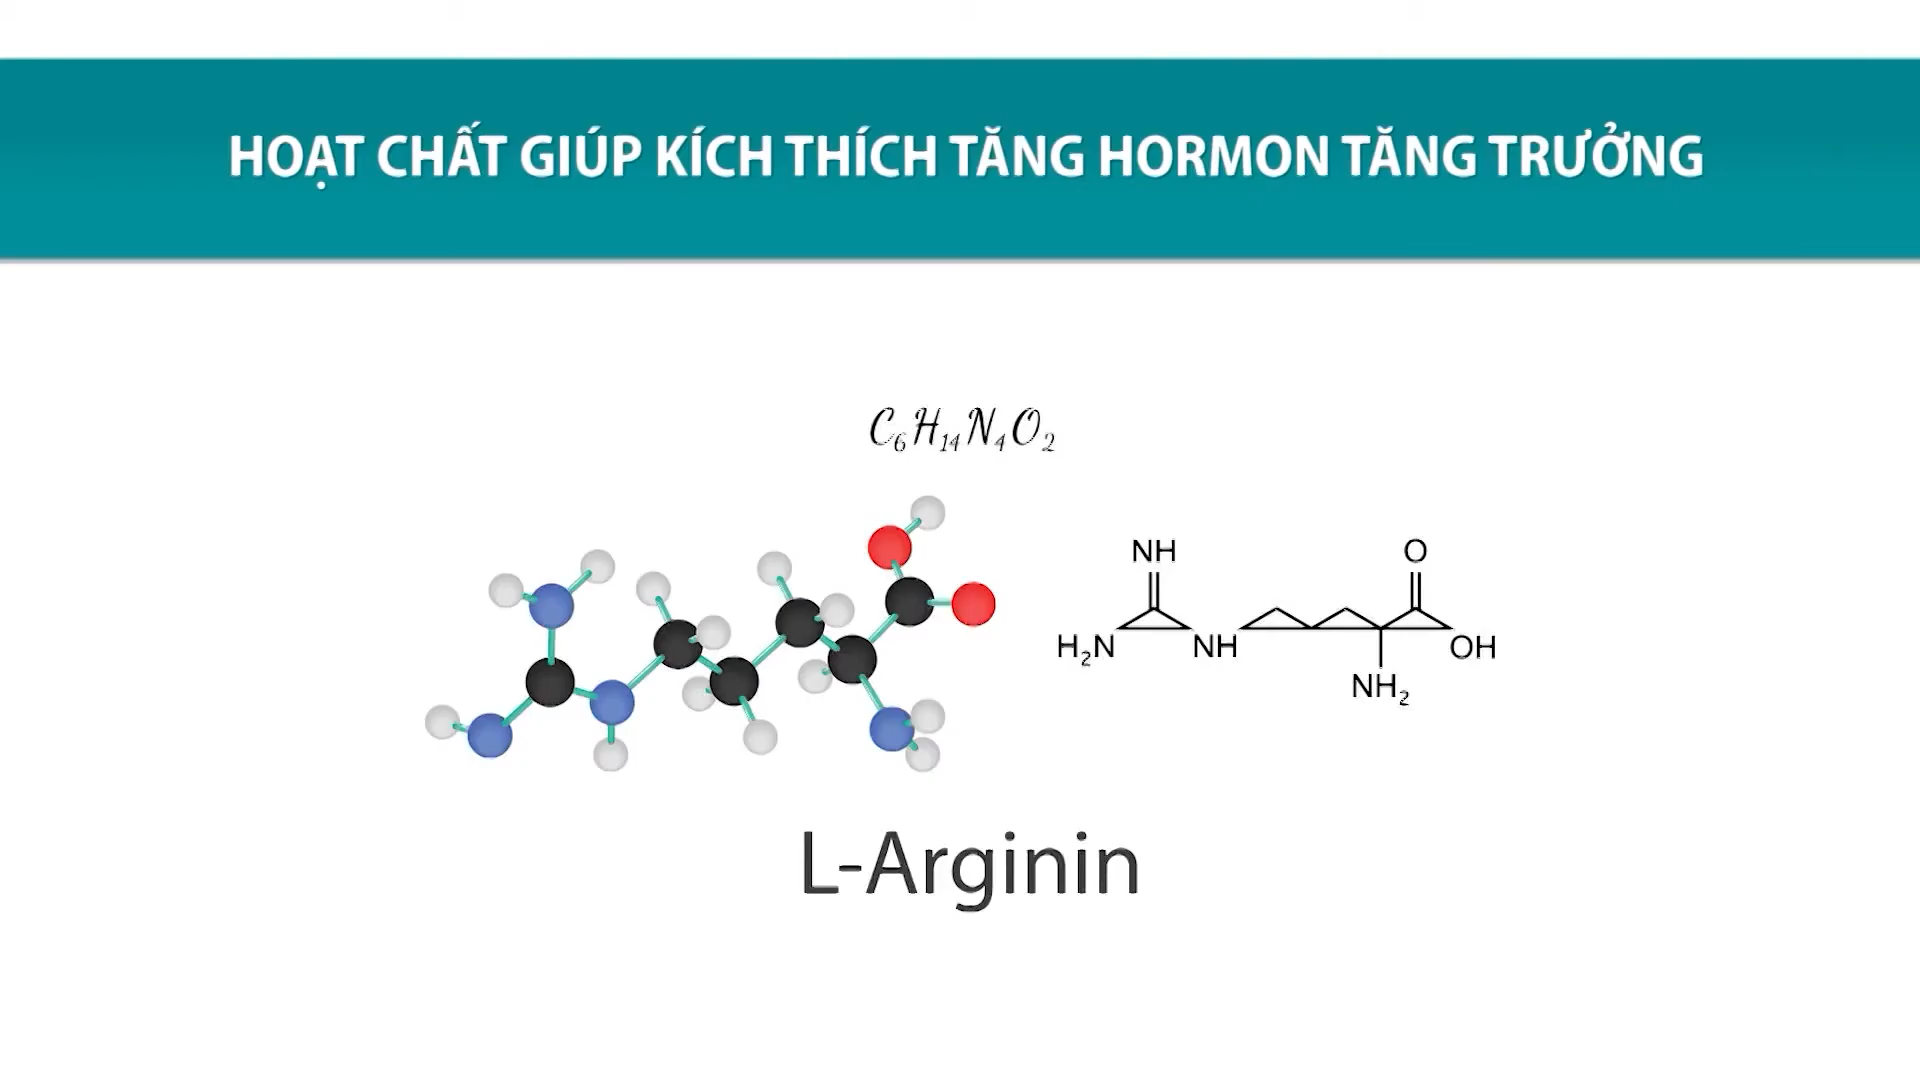 HOẠT CHẤT GIÚP KÍCH THÍCH TĂNG HORMON TĂNG TRƯỞNG
C₆H₁₄N₄O₂
NH
O
H₂N
NH
OH
NH₂
L-Arginin